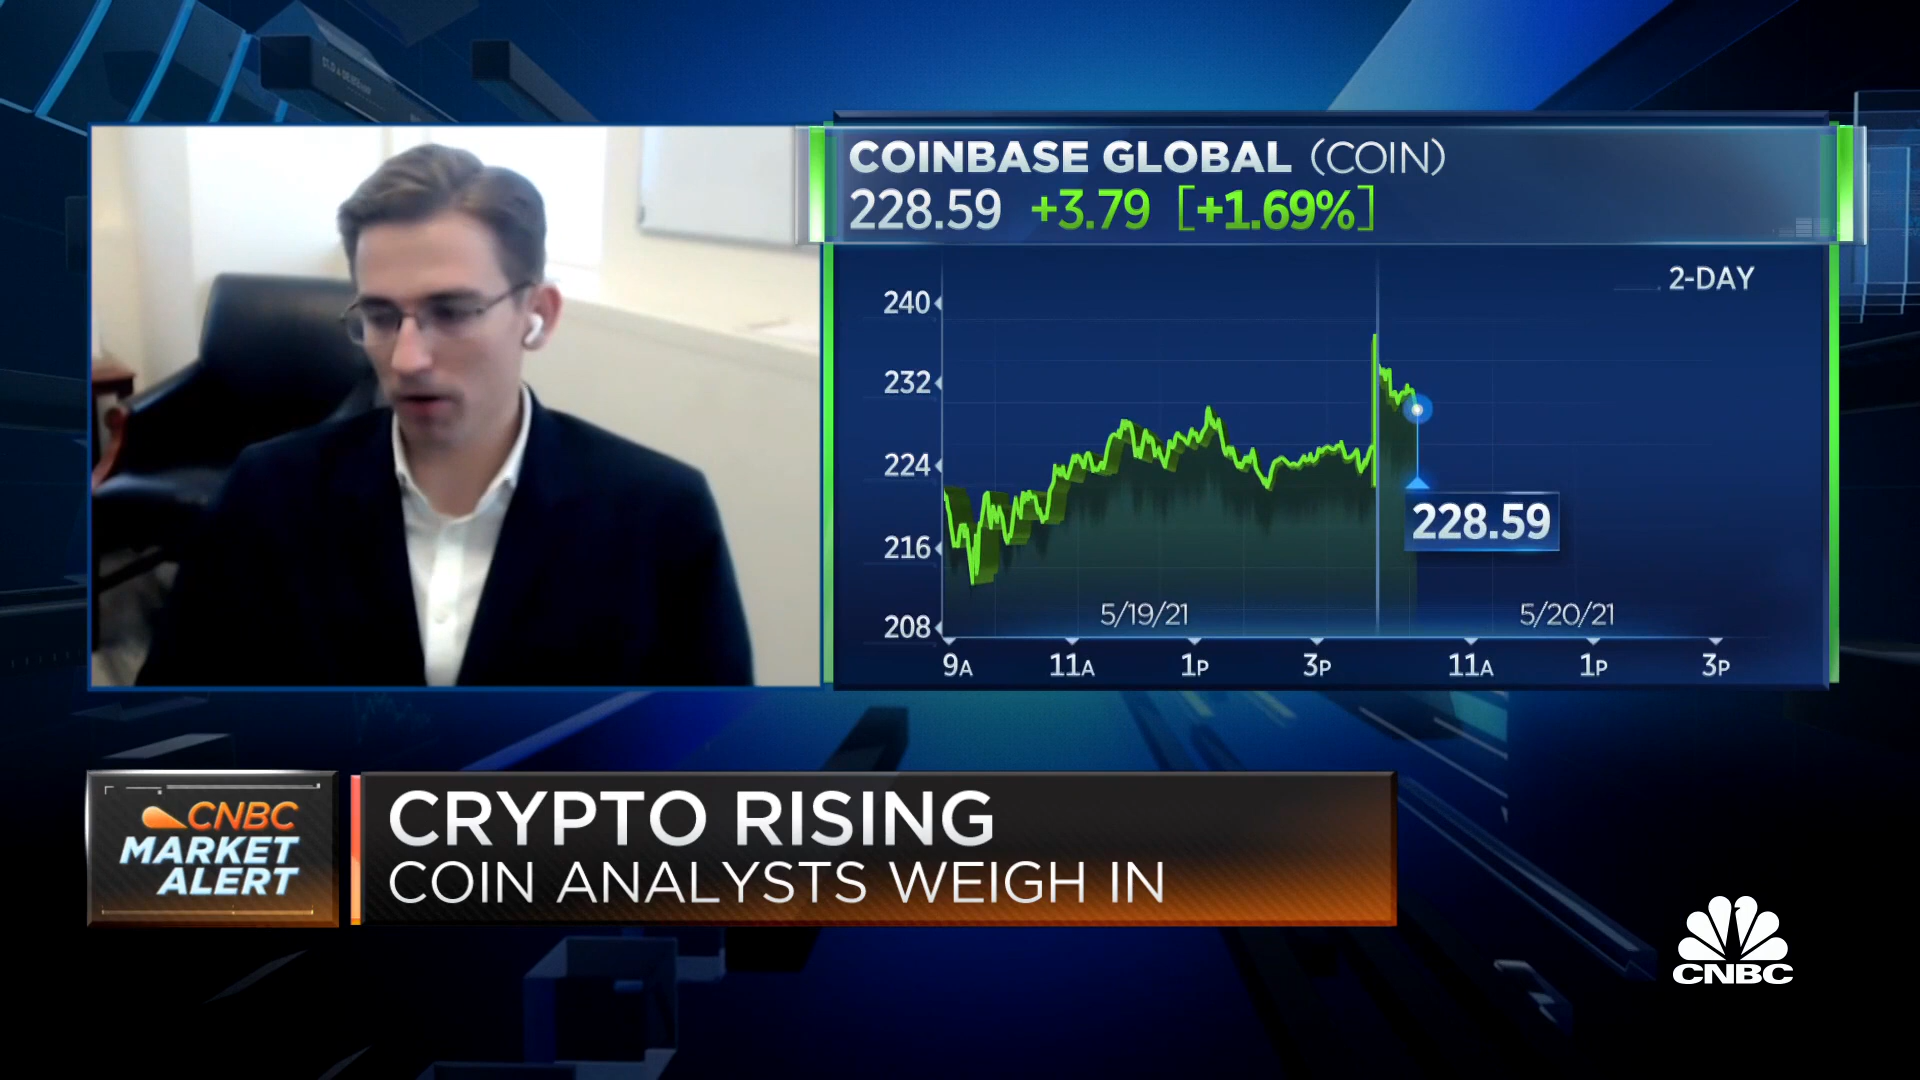 COINBASE GLOBAL (COIN)
228.59 +3.79 [+1.69%]
2-DAY
240
232
224
216
208
228.59
5/19/21
5/20/21
9A
11A
1P
3P
11A
1P
3P
CNBC
MARKET
ALERT
CRYPTO RISING
COIN ANALYSTS WEIGH IN
CNBC